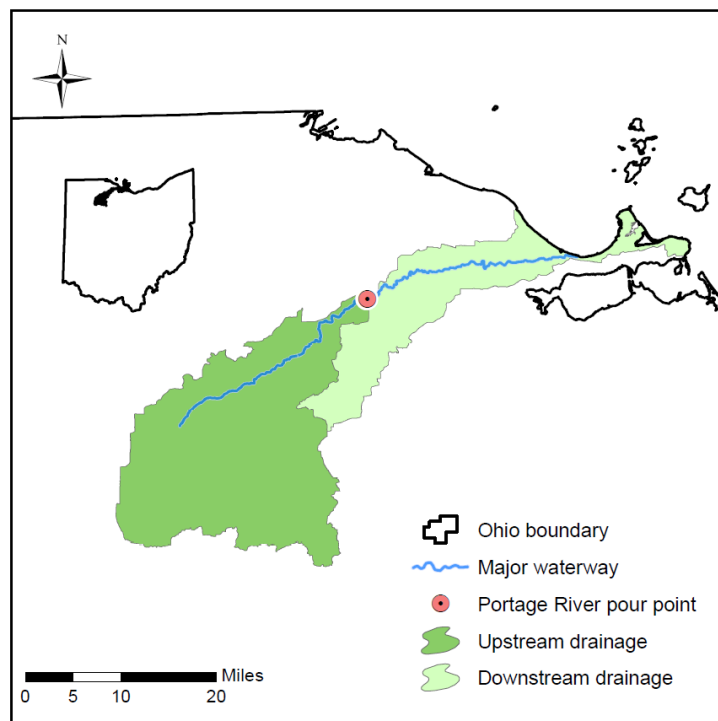 N
Ohio boundary
Major waterway
Portage River pour point
Upstream drainage
Downstream drainage
Miles
0 5 10 20